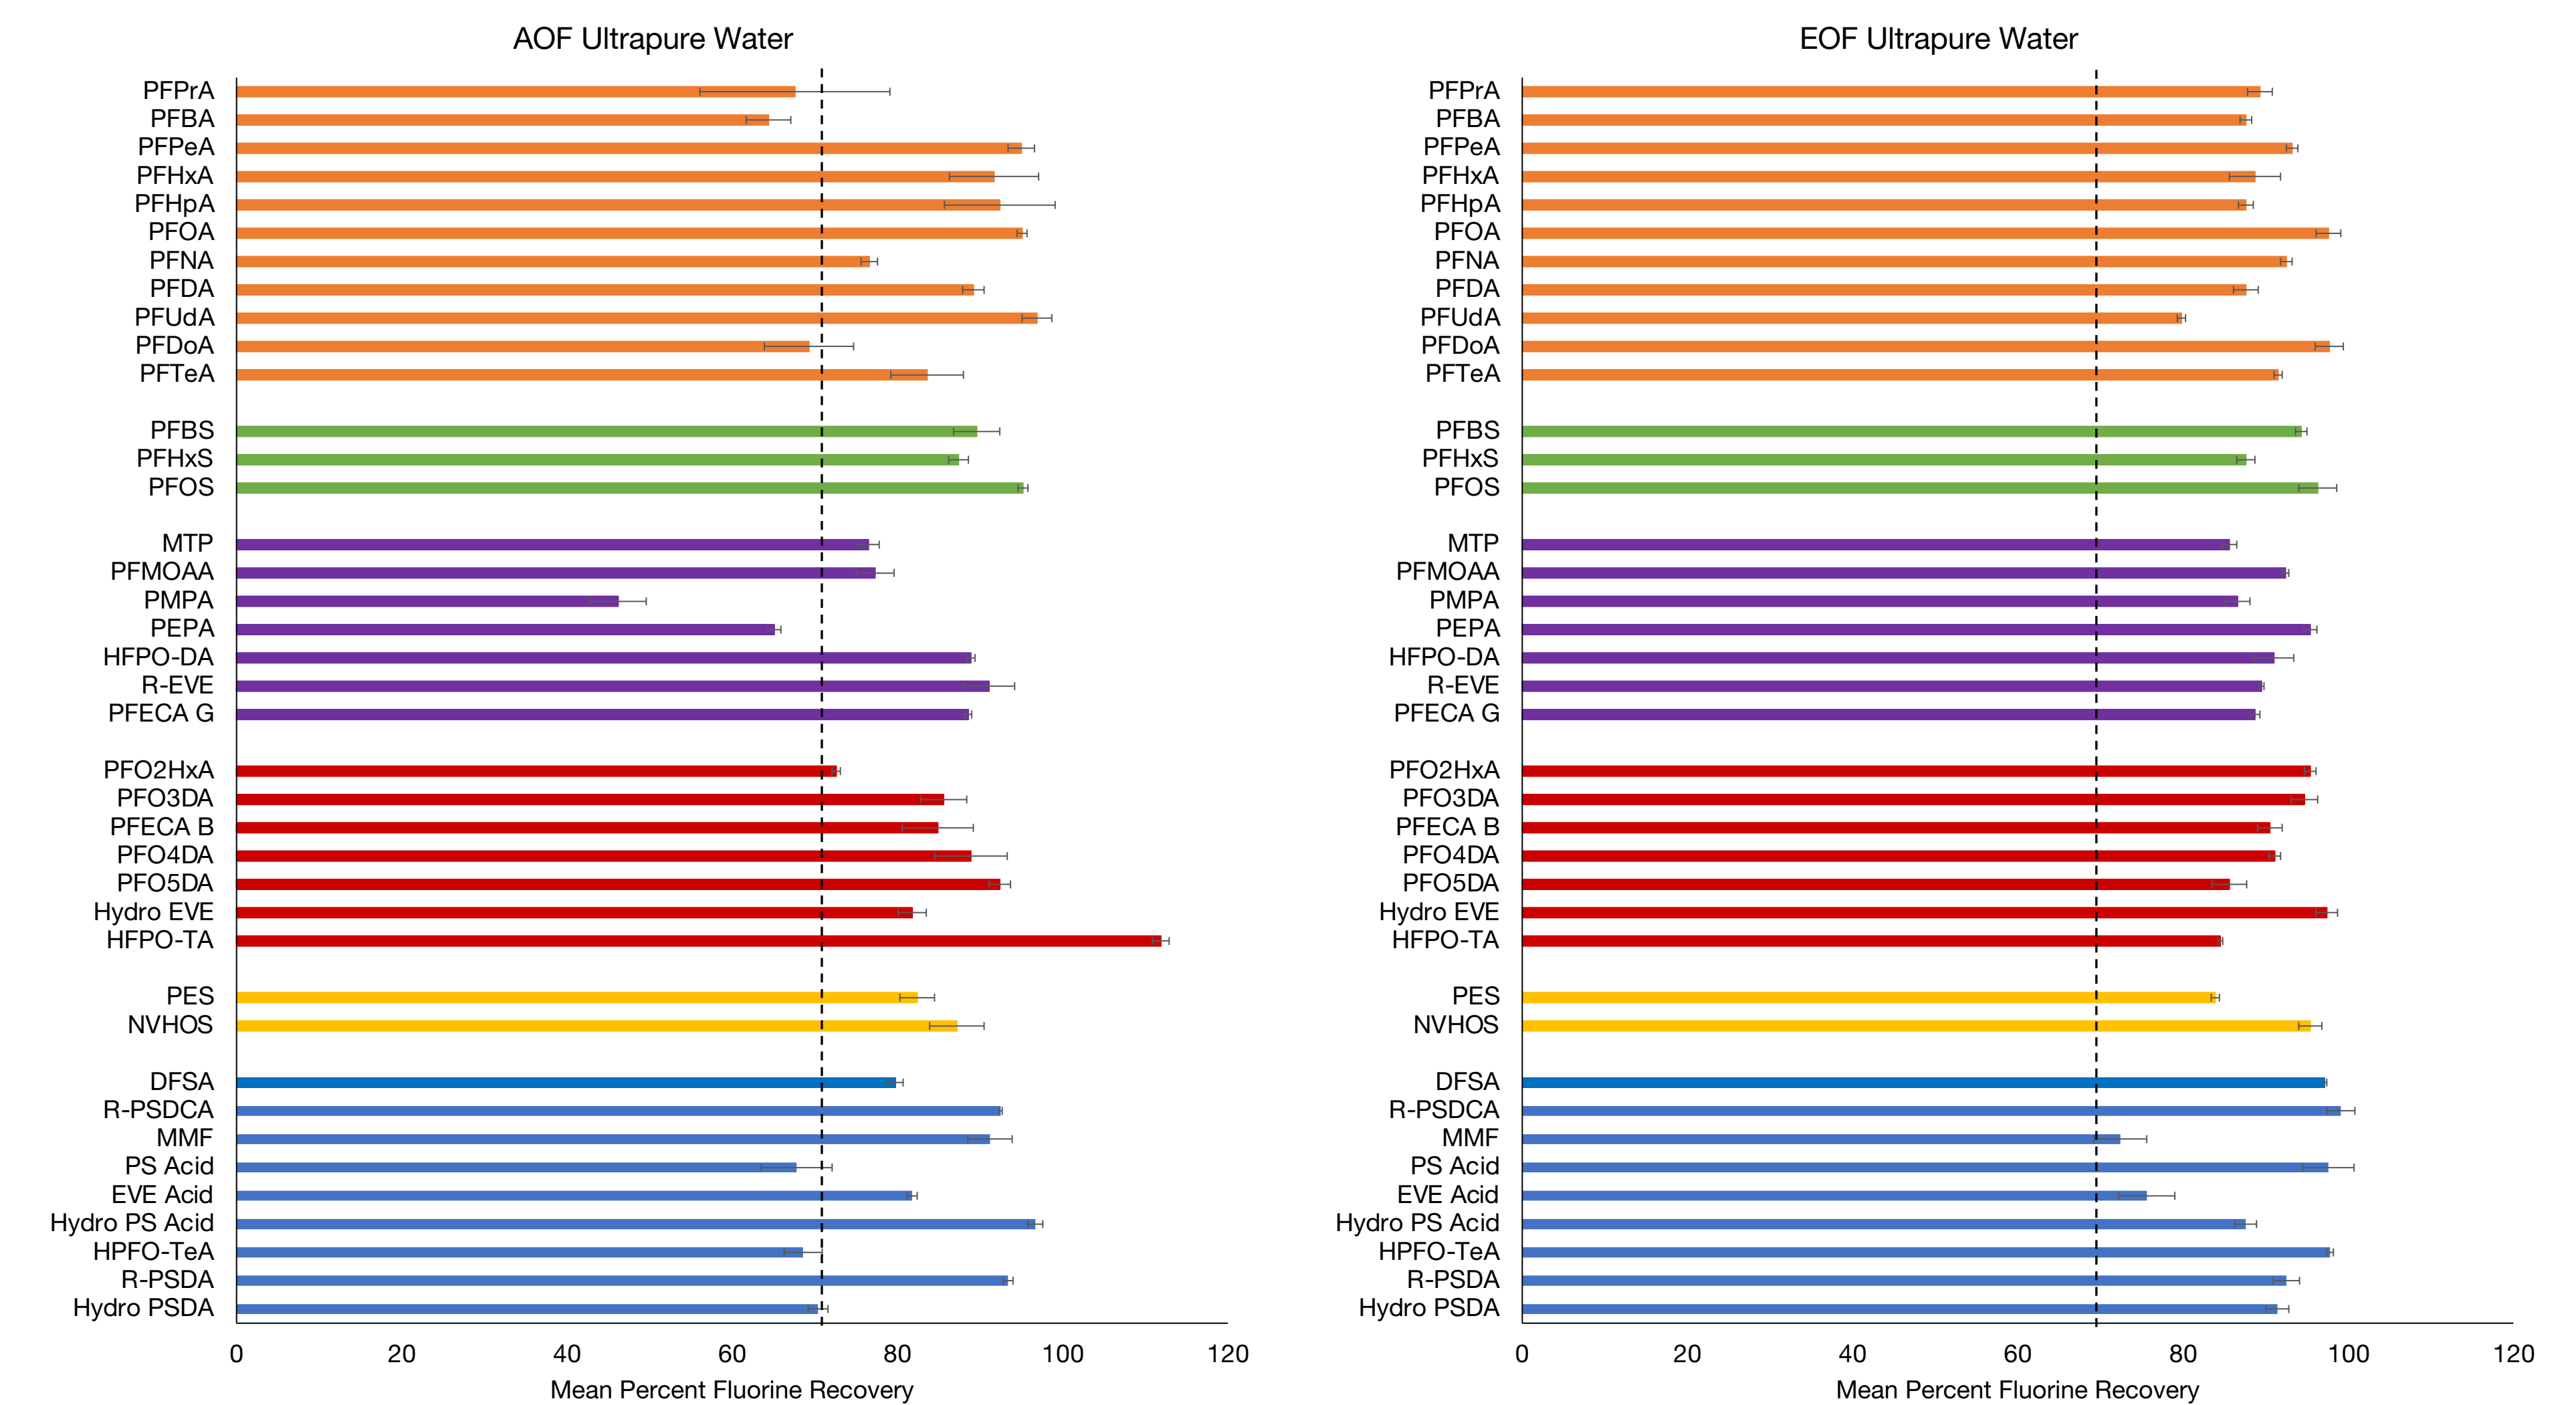 AOF Ultrapure Water
PFPrA
PFBA
PFPeA
PFHxA
PFHpA
PFOA
PFNA
PFDA
PFUdA
PFDoA
PFTeA
PFBS
PFHxS
PFOS
MTP
PFMOAA
PMPA
PEPA
HFPO-DA
R-EVE
PFECA G
PFO2HxA
PFO3DA
PFECA B
PFO4DA
PFO5DA
Hydro EVE
HFPO-TA
PES
NVHOS
DFSA
R-PSDCA
MMF
PS Acid
EVE Acid
Hydro PS Acid
HPFO-TeA
R-PSDA
Hydro PSDA
0 20 40 60 80 100 120
Mean Percent Fluorine Recovery
EOF Ultrapure Water
PFPrA
PFBA
PFPeA
PFHxA
PFHpA
PFOA
PFNA
PFDA
PFUdA
PFDoA
PFTeA
PFBS
PFHxS
PFOS
MTP
PFMOAA
PMPA
PEPA
HFPO-DA
R-EVE
PFECA G
PFO2HxA
PFO3DA
PFECA B
PFO4DA
PFO5DA
Hydro EVE
HFPO-TA
PES
NVHOS
DFSA
R-PSDCA
MMF
PS Acid
EVE Acid
Hydro PS Acid
HPFO-TeA
R-PSDA
Hydro PSDA
0 20 40 60 80 100 120
Mean Percent Fluorine Recovery